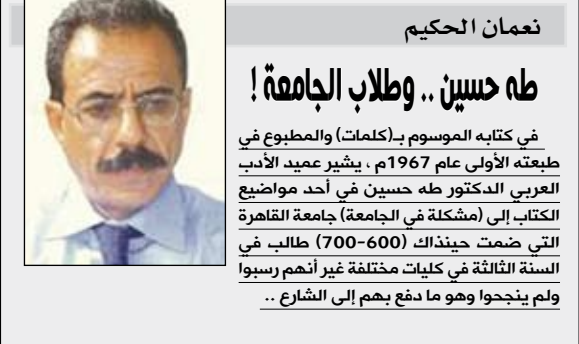 نعمان الحكيم
طه حسين .. وطلاب الجامعة !
في كتابه الموسوم بـ(كلمات) والمطبوع في
طبعته الأولى عام 1967م ، يشير عميد الأدب
العربي الدكتور طه حسين في أحد مواضيع
الكتاب إلى (مشكلة في الجامعة) جامعة القاهرة
التي ضمت حينذاك (600-700) طالب في
السنة الثالثة في كليات مختلفة غير أنهم رسبوا
ولم ينجحوا وهو ما دفع بهم إلى الشارع ..